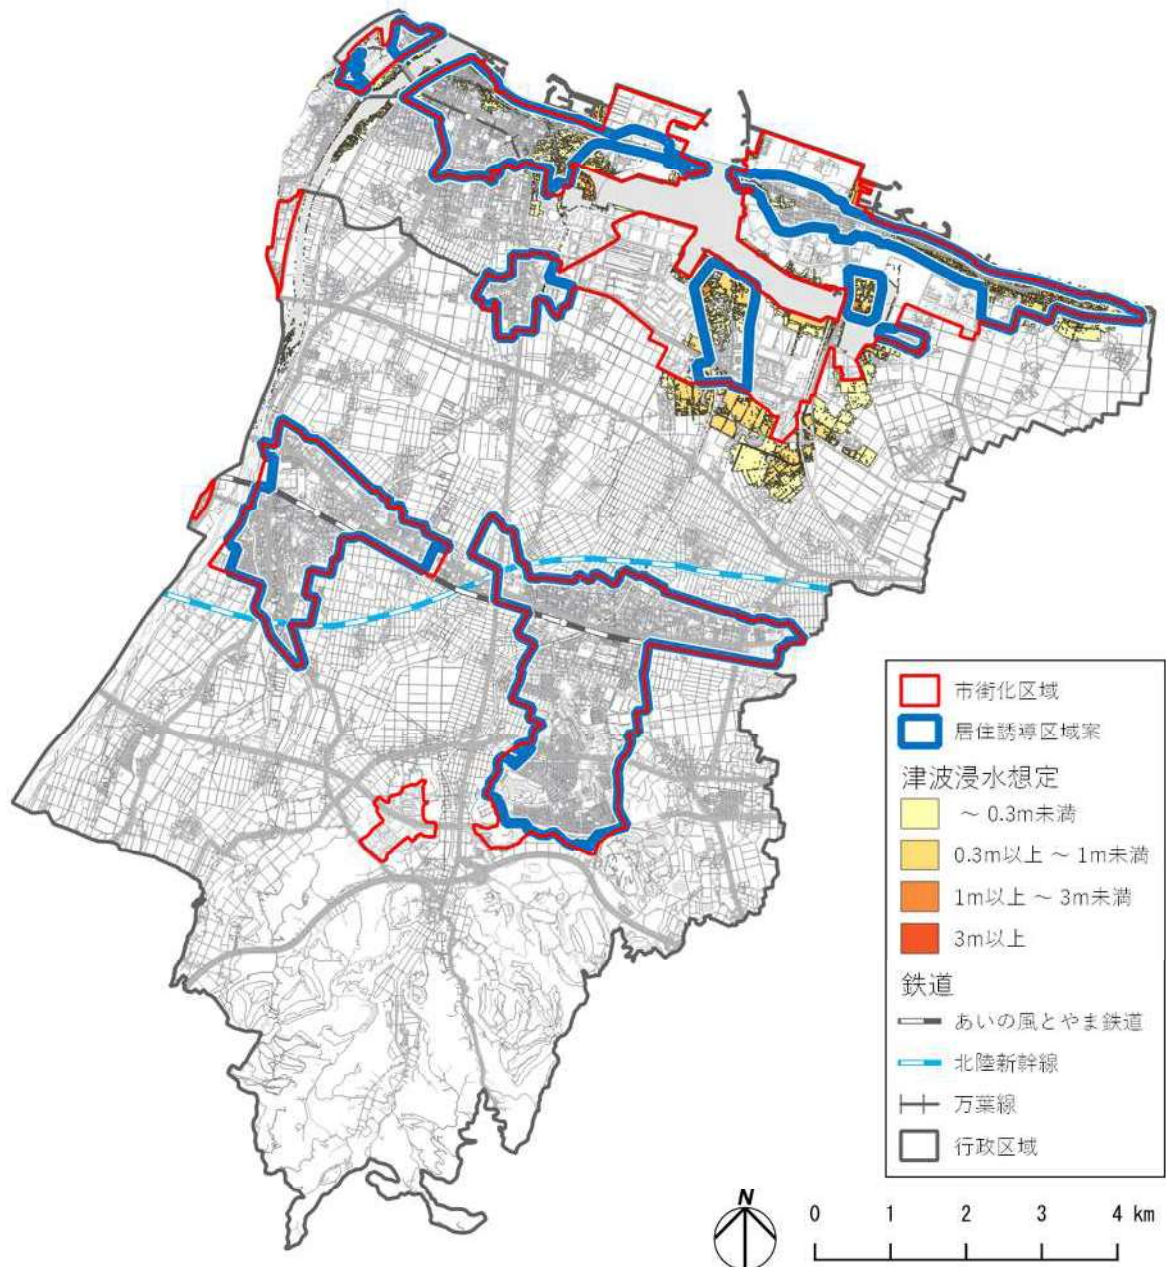 市街化区域
居住誘導区域案
津波浸水想定
～ 0.3m未満
0.3m以上 ～ 1m未満
1m以上 ～ 3m未満
3m以上
鉄道
あいの風とやま鉄道
北陸新幹線
万葉線
行政区域
N
0 1 2 3 4 km